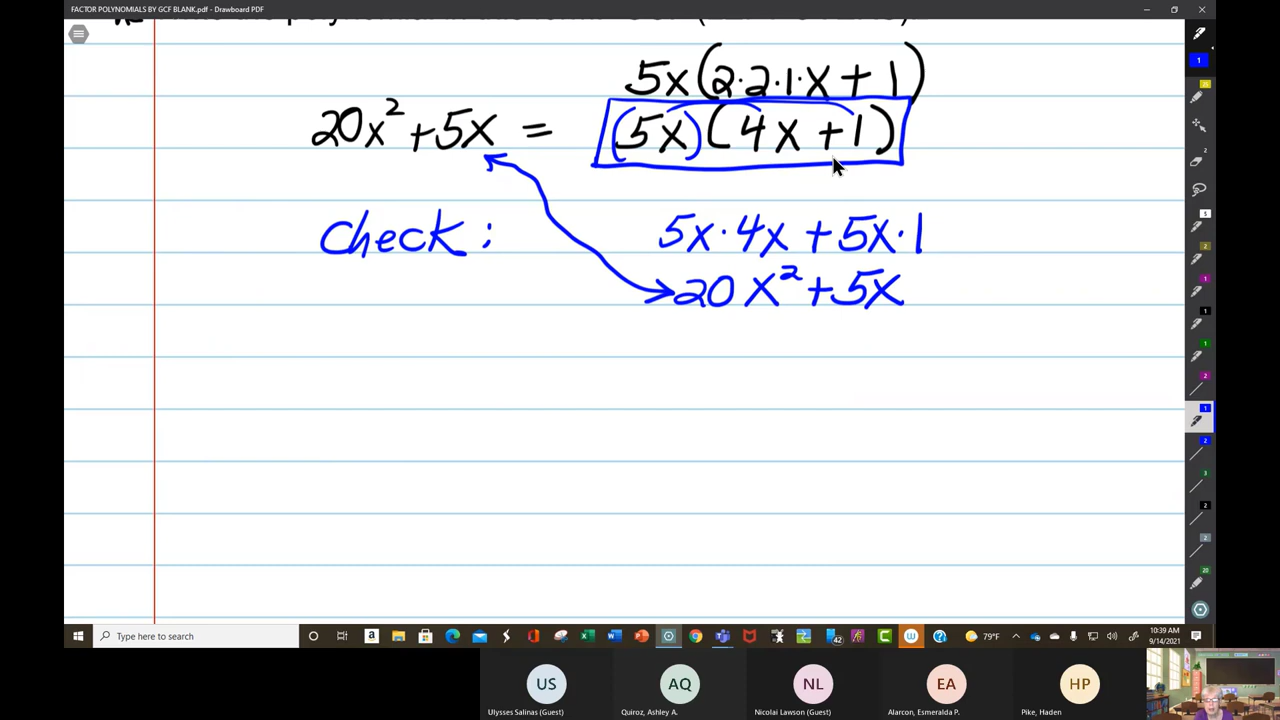 FACTOR POLYNOMIALS BY GCF BLANK.pdf - Drawboard PDF
5x(2·2·1·x + 1)
20x² + 5x = (5x)(4x + 1)
Check: 5x·4x + 5x·1
20x² + 5x
Type here to search
79°F
10:39 AM
9/14/2021
US AQ NL EA HP
Ulysses Salinas (Guest) Quiroz, Ashley A. Nicolai Lawson (Guest) Alarcon, Esmeralda P. Pike, Haden